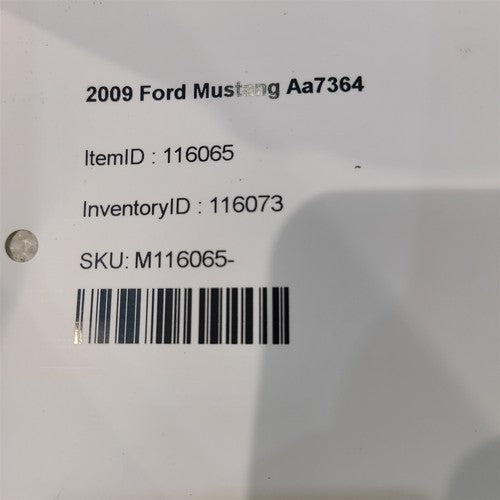 2009 Ford Mustang Aa7364
ItemID : 116065
InventoryID : 116073
SKU: M116065-